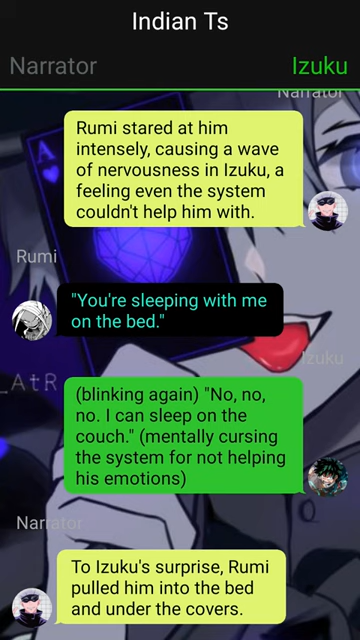 Indian Ts
Narrator
Izuku
Narrator
Rumi stared at him
intensely, causing a wave
of nervousness in Izuku, a
feeling even the system
couldn't help him with.
Rumi
"You're sleeping with me
on the bed."
Izuku
_AtR
(blinking again) "No, no,
no. I can sleep on the
couch." (mentally cursing
the system for not helping
his emotions)
Narrator
To Izuku's surprise, Rumi
pulled him into the bed
and under the covers.